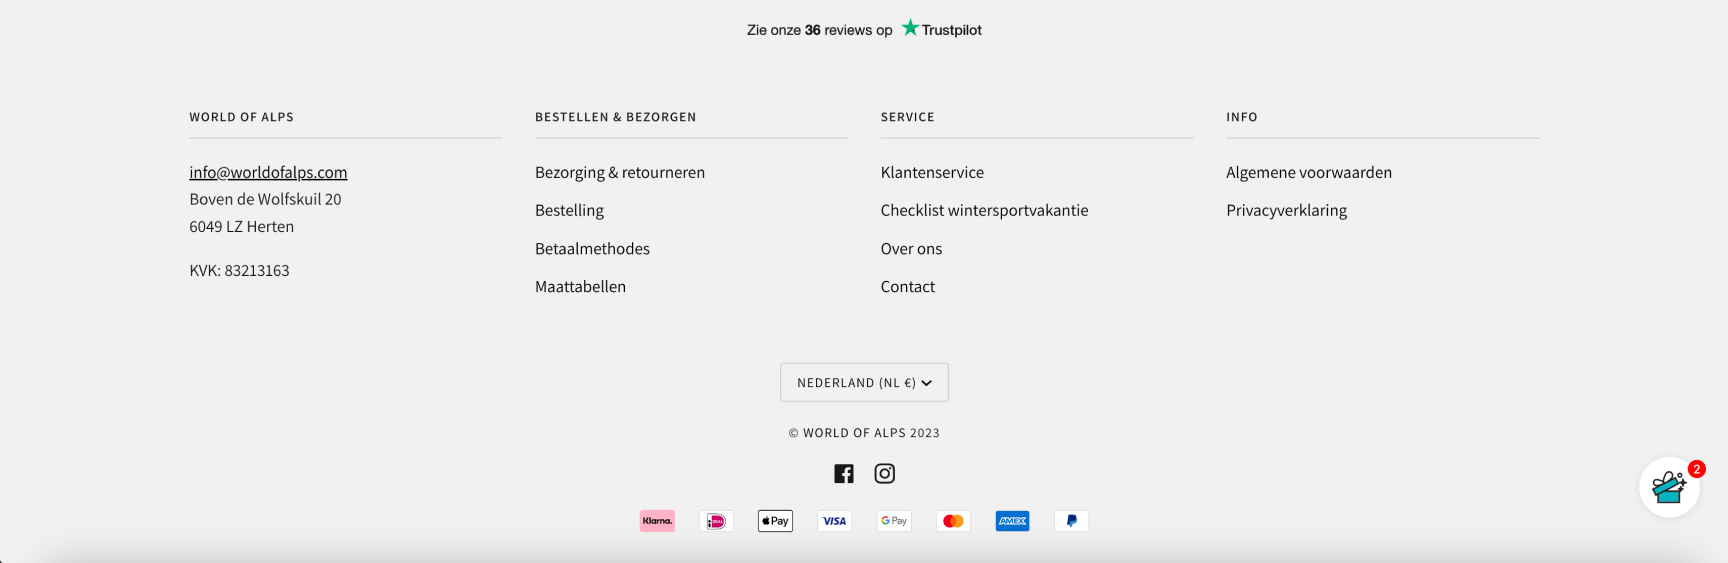 Zie onze 36 reviews op Trustpilot
WORLD OF ALPS
info@worldofalps.com
Boven de Wolfskuil 20
6049 LZ Herten
KVK: 83213163
BESTELLEN & BEZORGEN
Bezorging & retourneren
Bestelling
Betaalmethodes
Maattabellen
SERVICE
Klantenservice
Checklist wintersportvakantie
Over ons
Contact
INFO
Algemene voorwaarden
Privacyverklaring
NEDERLAND (NL €)
© WORLD OF ALPS 2023
2
Klarna. iDEAL Pay VISA G Pay AMEX